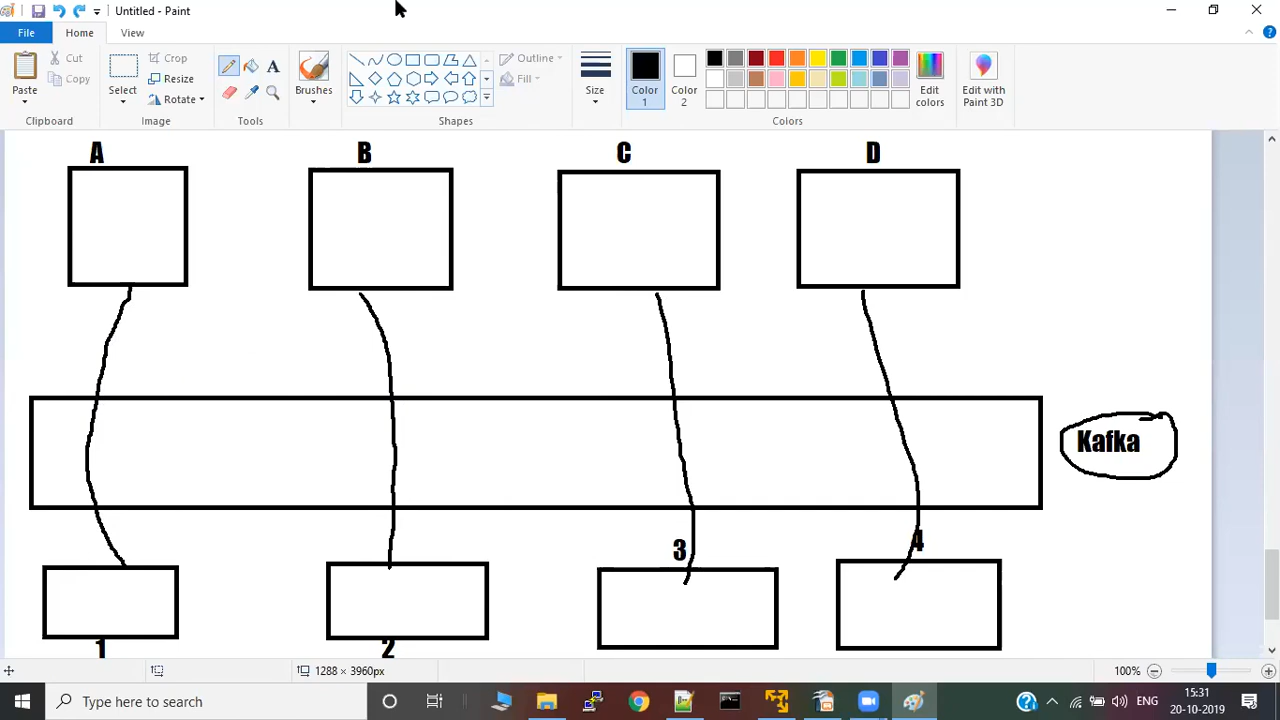 Untitled - Paint
File
Home
View
Paste
Cut
Copy
Clipboard
Select
Crop
Resize
Rotate
Image
A
Tools
Brushes
Shapes
Outline
Fill
Size
Color 1
Color 2
Edit colors
Colors
Edit with Paint 3D
A
B
C
D
Kafka
3
4
1
2
1288 × 3960px
100%
Type here to search
ENG
15:31
20-10-2019